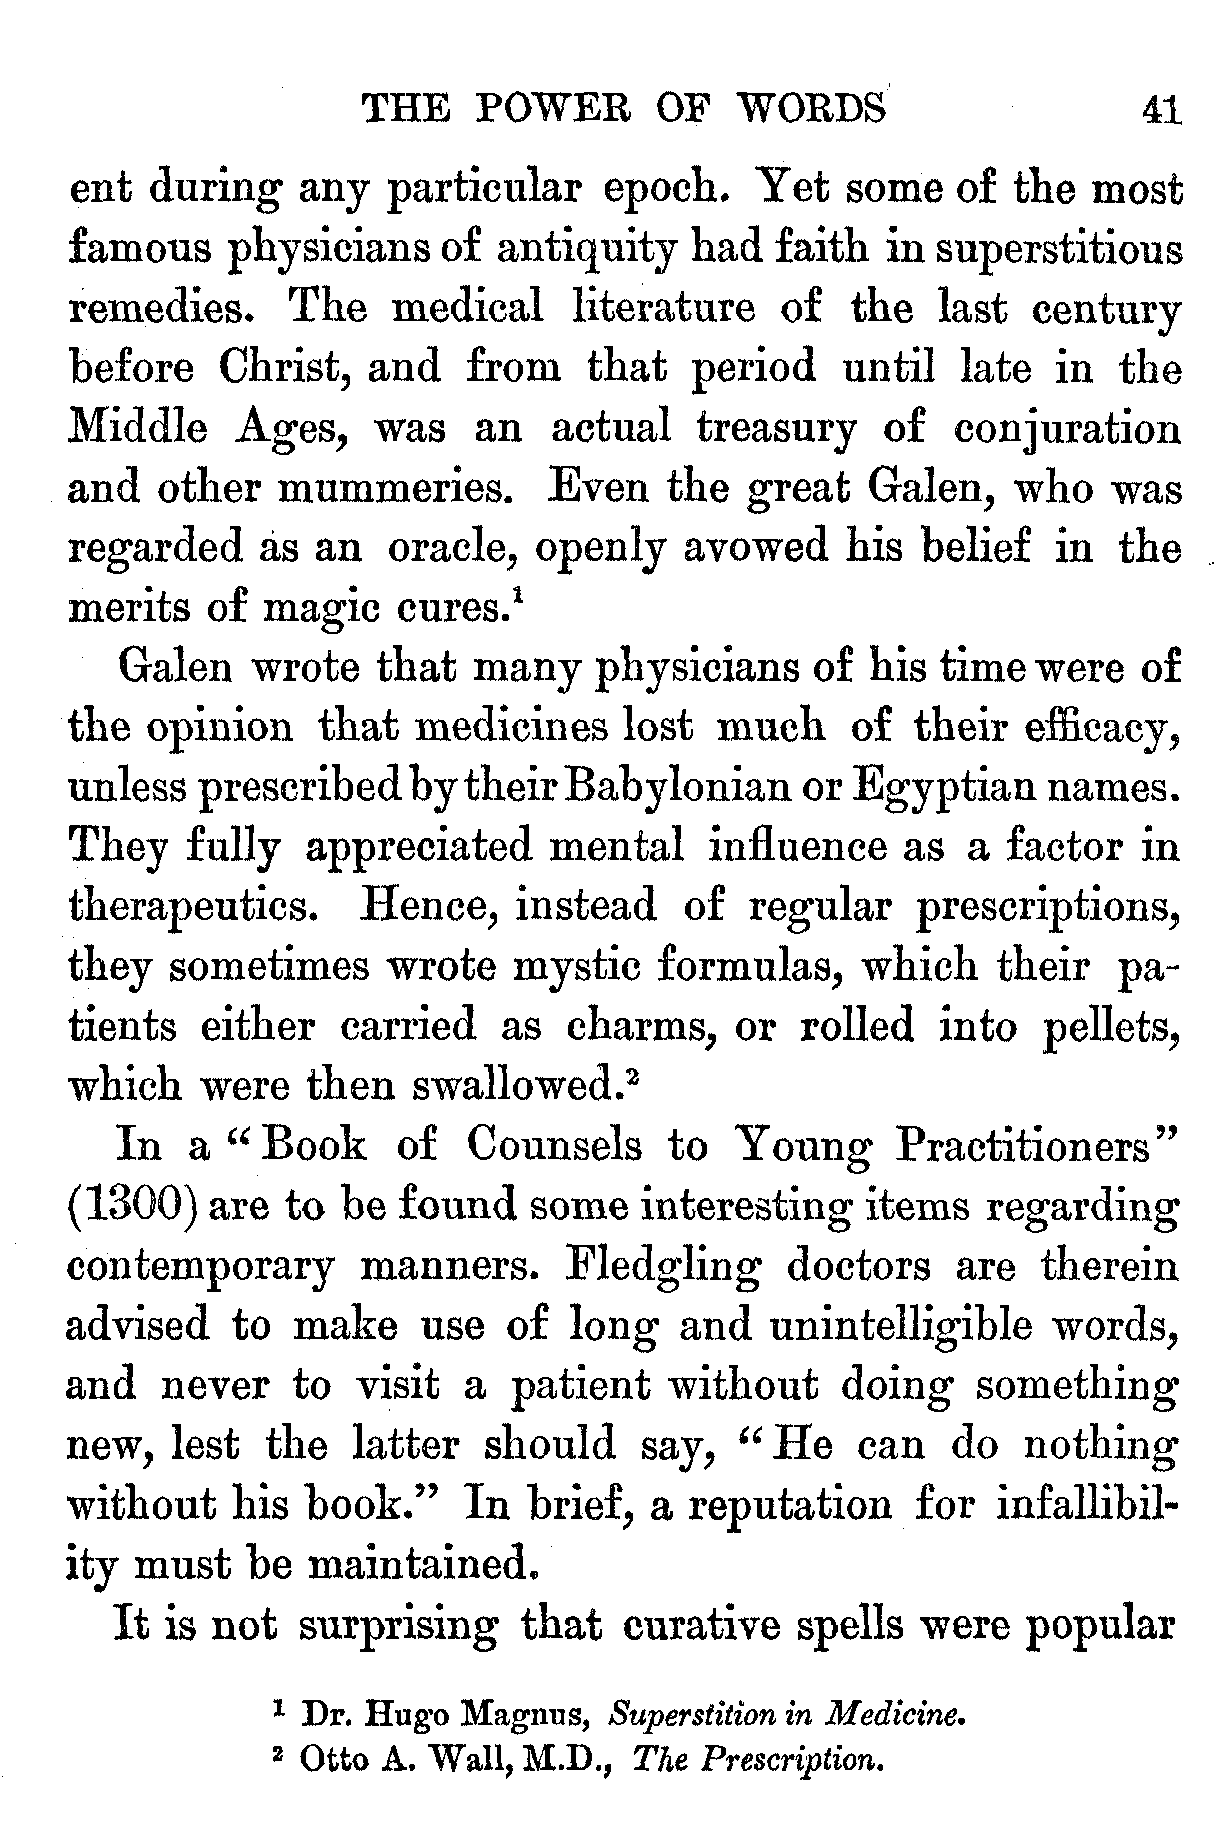 THE POWER OF WORDS 41
ent during any particular epoch. Yet some of the most
famous physicians of antiquity had faith in superstitious
remedies. The medical literature of the last century
before Christ, and from that period until late in the
Middle Ages, was an actual treasury of conjuration
and other mummeries. Even the great Galen, who was
regarded as an oracle, openly avowed his belief in the
merits of magic cures.¹
Galen wrote that many physicians of his time were of
the opinion that medicines lost much of their efficacy,
unless prescribed by their Babylonian or Egyptian names.
They fully appreciated mental influence as a factor in
therapeutics. Hence, instead of regular prescriptions,
they sometimes wrote mystic formulas, which their pa-
tients either carried as charms, or rolled into pellets,
which were then swallowed.²
In a “Book of Counsels to Young Practitioners”
(1300) are to be found some interesting items regarding
contemporary manners. Fledgling doctors are therein
advised to make use of long and unintelligible words,
and never to visit a patient without doing something
new, lest the latter should say, “He can do nothing
without his book.” In brief, a reputation for infallibil-
ity must be maintained.
It is not surprising that curative spells were popular
¹ Dr. Hugo Magnus, Superstition in Medicine.
² Otto A. Wall, M.D., The Prescription.